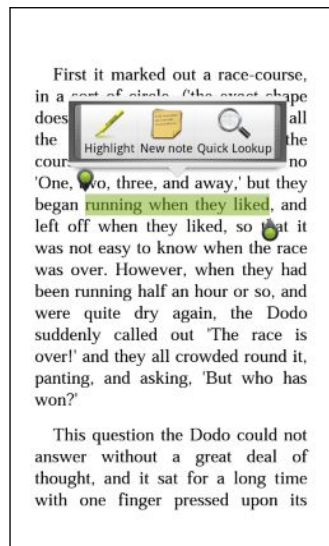 First it marked out a race-course,
in a sort of circle, ('the exact shape
all
the the
Highlight New note Quick Lookup
no
'One, two, three, and away,' but they
began running when they liked, and
left off when they liked, so that it
was not easy to know when the race
was over. However, when they had
been running half an hour or so, and
were quite dry again, the Dodo
suddenly called out 'The race is
over!' and they all crowded round it,
panting, and asking, 'But who has
won?'
This question the Dodo could not
answer without a great deal of
thought, and it sat for a long time
with one finger pressed upon its